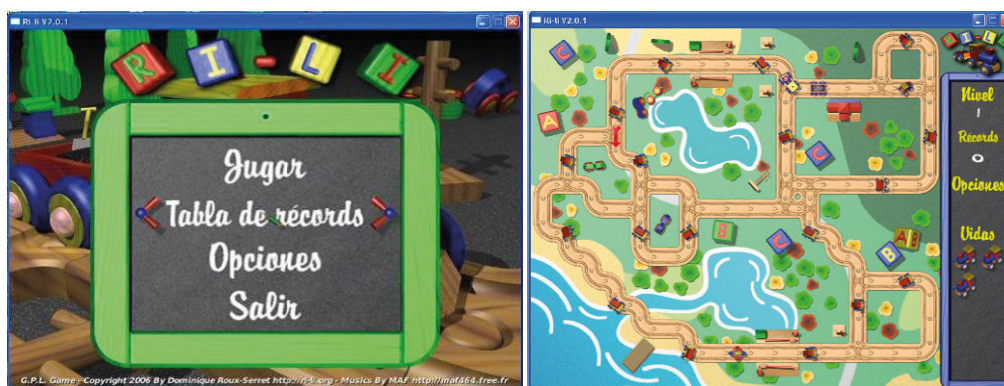 Ri-li V2.0.1
R I - L I
Jugar
Tabla de récords
Opciones
Salir
G.P.L. Game - Copyright 2006 By Dominique Roux-Serret http://ri-li.org - Musics By MAF http://maf464.free.fr
Ri-li V2.0.1
R I - L I
C
A
C
B
C
A B
B
Nivel
1
Records
0
Opciones
Vidas